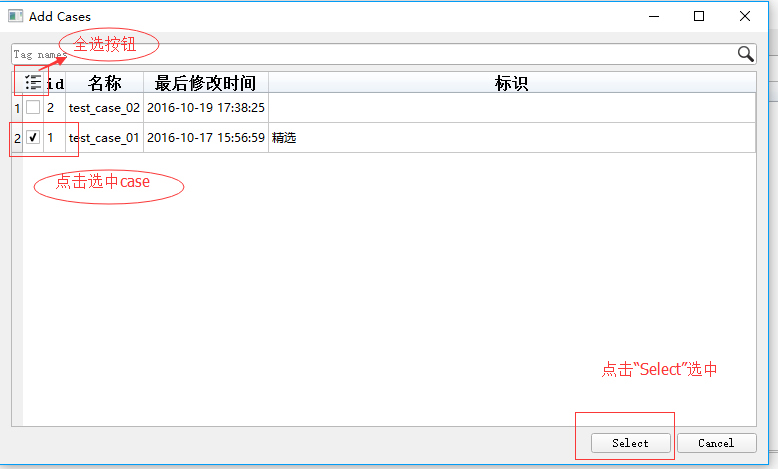 Add Cases
全选按钮
Tag names
id 名称 最后修改时间 标识
1 2 test_case_02 2016-10-19 17:38:25
2 1 test_case_01 2016-10-17 15:56:59 精选
点击选中case
点击“Select”选中
Select Cancel